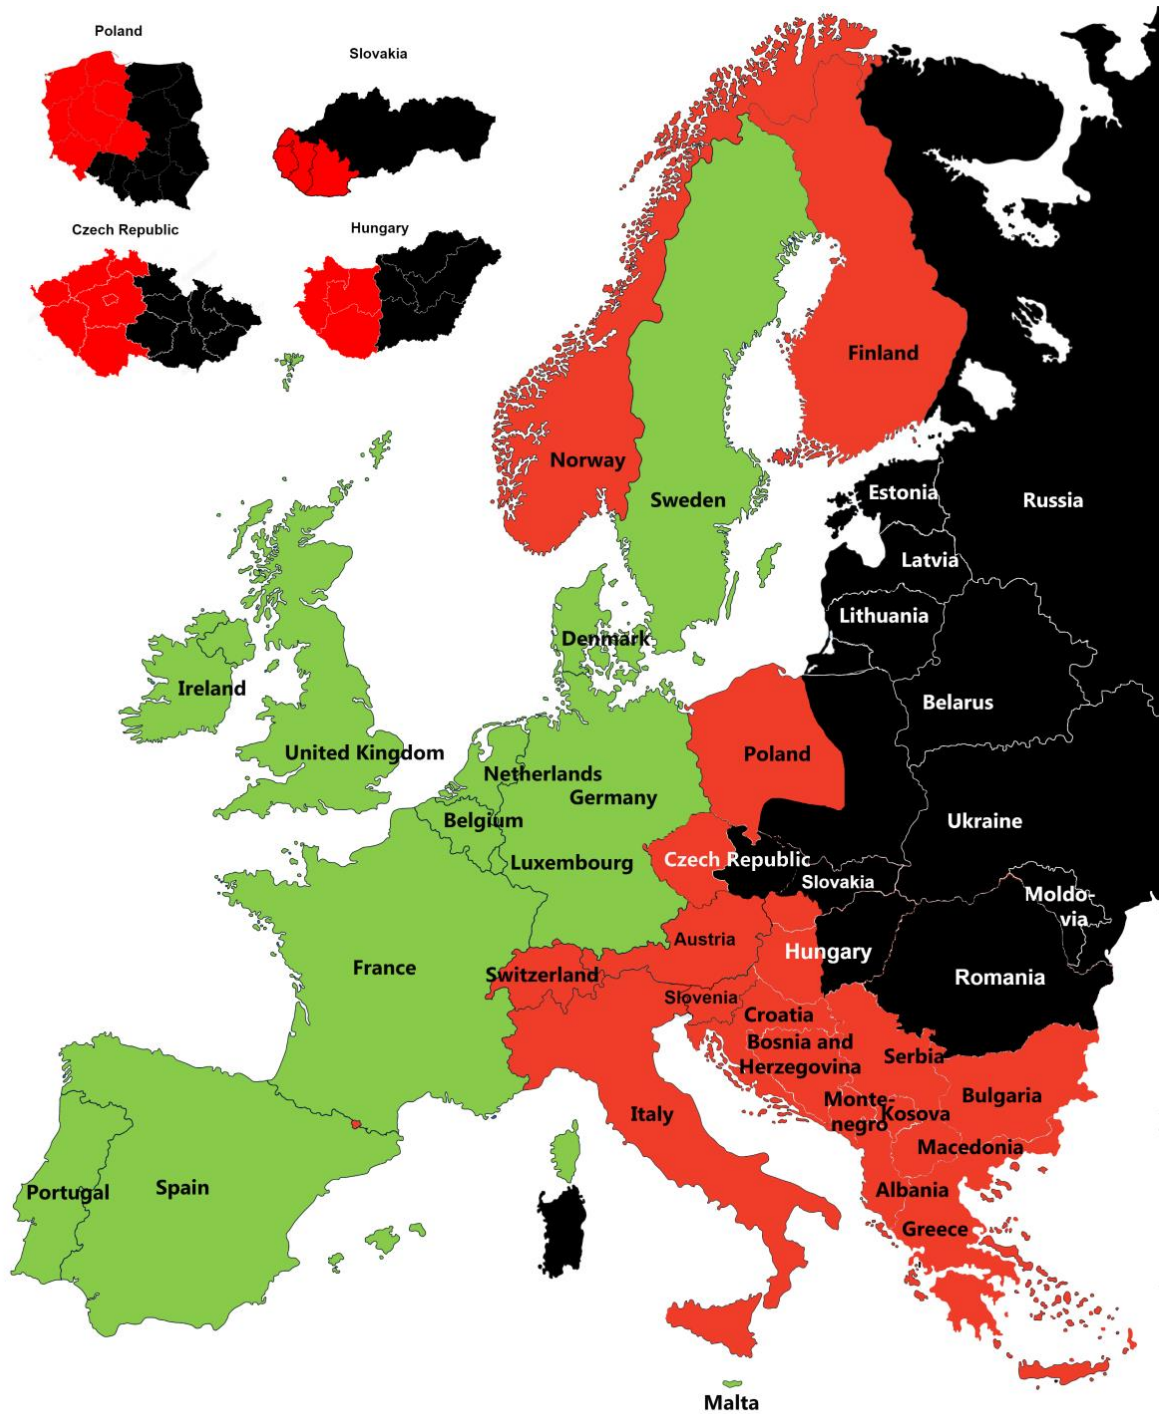 Poland
Slovakia
Czech Republic
Hungary
Finland
Norway
Sweden
Estonia
Russia
Latvia
Lithuania
Denmark
Ireland
Belarus
United Kingdom
Poland
Netherlands
Germany
Belgium
Ukraine
Luxembourg
Czech Republic
Slovakia
Moldo-
via
Austria
Hungary
France
Switzerland
Romania
Slovenia
Croatia
Bosnia and
Herzegovina
Serbia
Bulgaria
Monte-
negro
Kosova
Italy
Macedonia
Portugal
Spain
Albania
Greece
Malta